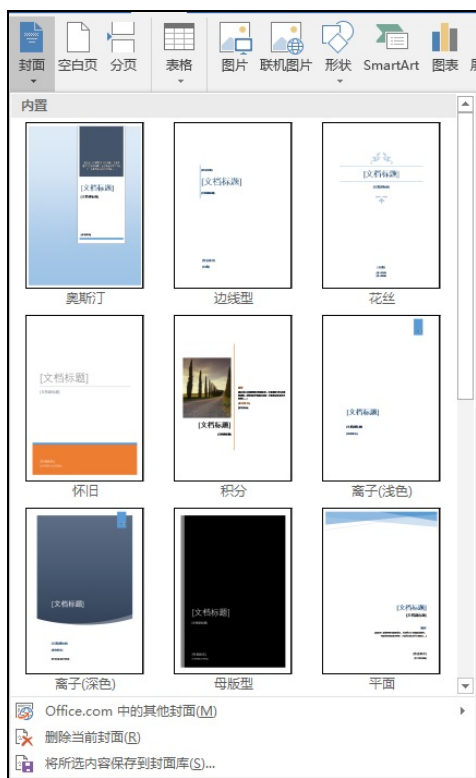 封面 空白页 分页 表格 图片 联机图片 形状 SmartArt 图表
内置
[文档标题]
[文档标题]
[文档标题]
奥斯汀 边线型 花丝
[文档标题]
[文档标题]
[文档标题]
怀旧 积分 离子(浅色)
[文档标题]
[文档标题]
[文档标题]
离子(深色) 母版型 平面
Office.com 中的其他封面(M)
删除当前封面(R)
将所选内容保存到封面库(S)...